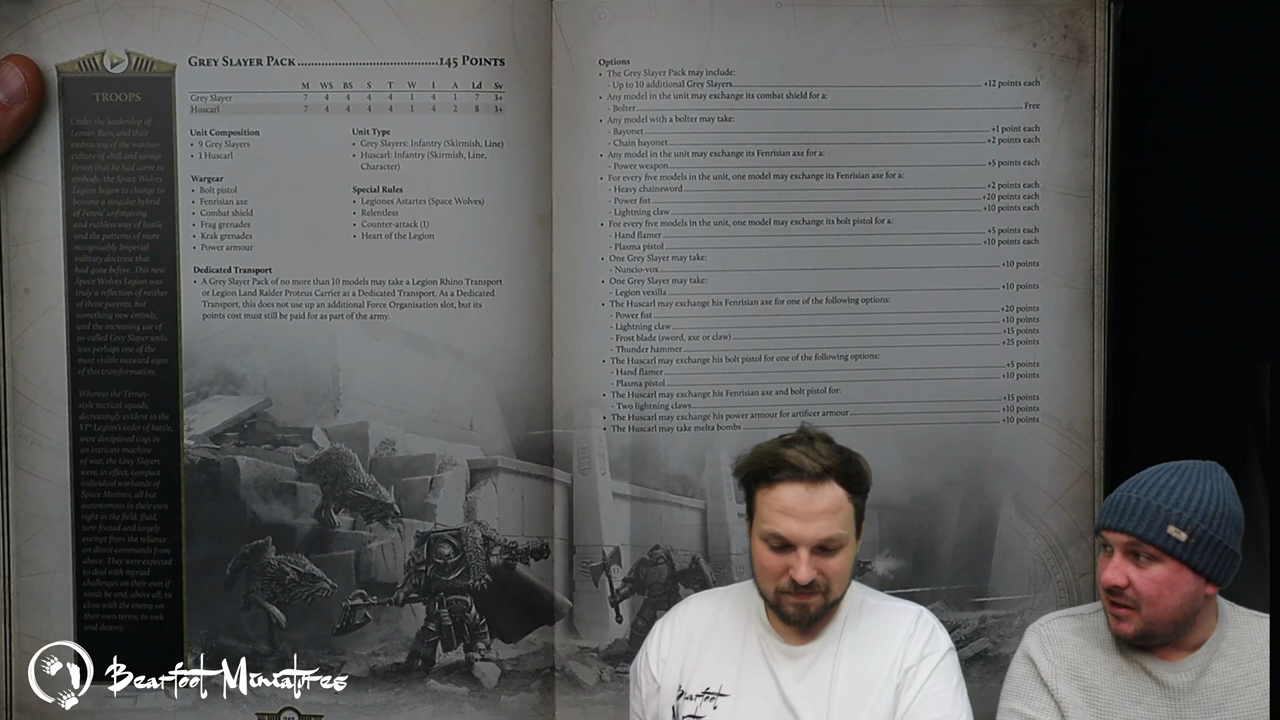 TROOPS
Under the leadership of
Leman Russ, and their
embracing of the warrior-
culture of chill and savage
Fenris that he had come to
embody, the Space Wolves
Legion began to change to
become a singular hybrid
of Fenris' unforgiving
and ruthless way of battle
and the patterns of more
recognisably Imperial
military doctrine that
had gone before. This new
Space Wolves Legion was
truly a reflection of neither
of those parents, but
something new entirely,
and the increasing use of
so-called Grey Slayer units
was perhaps one of the
most visible outward signs
of this transformation.
Whereas the Terran-
style tactical squads,
decreasingly evident in the
VIth Legion's order of battle,
were disciplined cogs in
an intricate machine
of war, the Grey Slayers
were, in effect, compact
individual warbands of
Space Marines, all but
autonomous in their own
right in the field; fluid,
sure-footed and largely
exempt from the reliance
on direct commands from
above. They were expected
to deal with myriad
challenges on their own if
needs be and, above all, to
close with the enemy on
their own terms, to seek
and destroy.
GREY SLAYER PACK...145 POINTS
M WS BS S T W I A Ld Sv
Grey Slayer 7 4 4 4 4 1 4 1 7 3+
Huscarl 7 4 4 4 4 1 4 2 8 3+
Unit Composition
• 9 Grey Slayers
• 1 Huscarl
Wargear
• Bolt pistol
• Fenrisian axe
• Combat shield
• Frag grenades
• Krak grenades
• Power armour
Unit Type
• Grey Slayers: Infantry (Skirmish, Line)
• Huscarl: Infantry (Skirmish, Line,
Character)
Special Rules
• Legiones Astartes (Space Wolves)
• Relentless
• Counter-attack (1)
• Heart of the Legion
Dedicated Transport
• A Grey Slayer Pack of no more than 10 models may take a Legion Rhino Transport
or Legion Land Raider Proteus Carrier as a Dedicated Transport. As a Dedicated
Transport, this does not use up an additional Force Organisation slot, but its
points cost must still be paid for as part of the army.
Options
• The Grey Slayer Pack may include:
- Up to 10 additional Grey Slayers...+12 points each
• Any model in the unit may exchange its combat shield for a:
- Bolter...Free
• Any model with a bolter may take:
- Bayonet...+1 point each
- Chain bayonet...+2 points each
• Any model in the unit may exchange its Fenrisian axe for a:
- Power weapon...+5 points each
• For every five models in the unit, one model may exchange its Fenrisian axe for a:
- Heavy chainsword...+2 points each
- Power fist...+20 points each
- Lightning claw...+10 points each
• For every five models in the unit, one model may exchange its bolt pistol for a:
- Hand flamer...+5 points each
- Plasma pistol...+10 points each
• One Grey Slayer may take:
- Nuncio-vox...+10 points
• One Grey Slayer may take:
- Legion vexilla...+10 points
• The Huscarl may exchange his Fenrisian axe for one of the following options:
- Power fist...+20 points
- Lightning claw...+10 points
- Frost blade (sword, axe or claw)...+15 points
- Thunder hammer...+25 points
• The Huscarl may exchange his bolt pistol for one of the following options:
- Hand flamer...+5 points
- Plasma pistol...+10 points
• The Huscarl may exchange his Fenrisian axe and bolt pistol for:
- Two lightning claws...+15 points
• The Huscarl may exchange his power armour for artificer armour...+10 points
• The Huscarl may take melta bombs...+10 points
Bearfoot Miniatures
Bearfoot